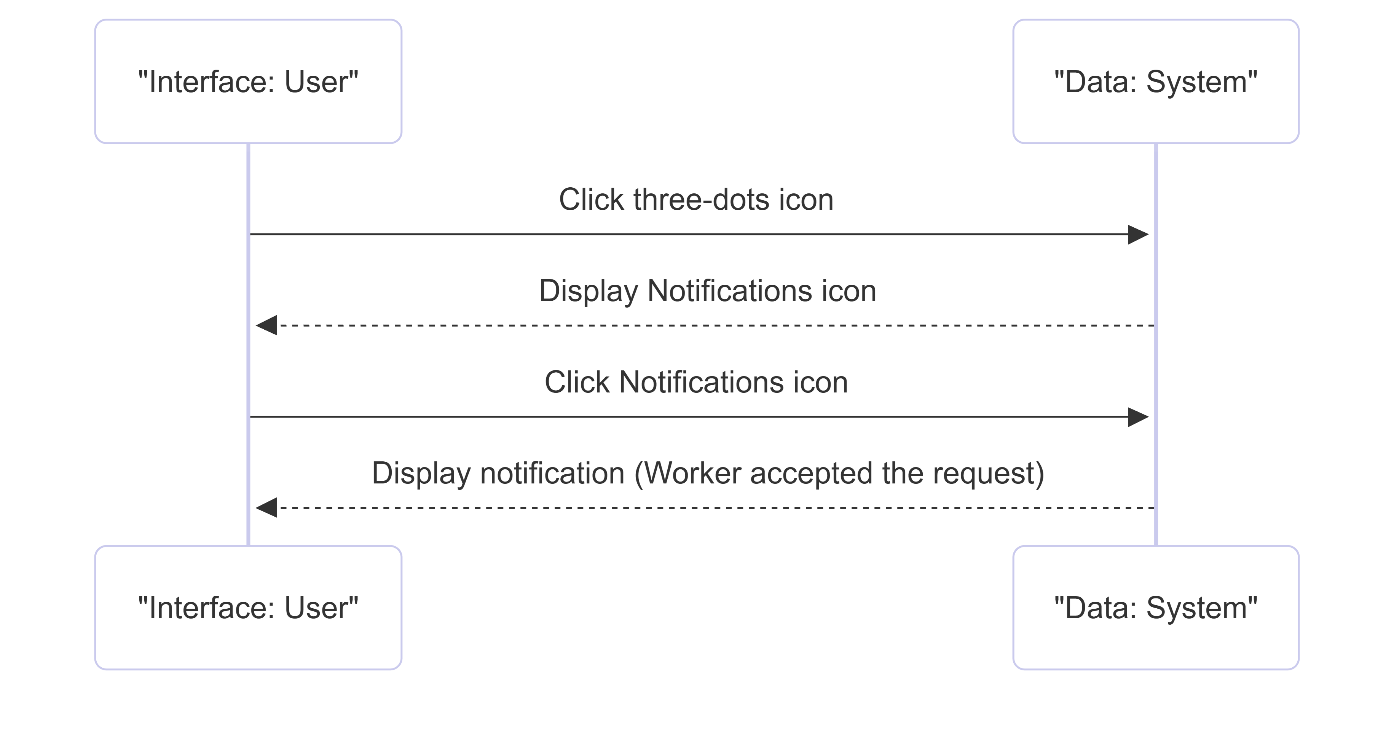 "Interface: User"
"Data: System"
Click three-dots icon
Display Notifications icon
Click Notifications icon
Display notification (Worker accepted the request)
"Interface: User"
"Data: System"